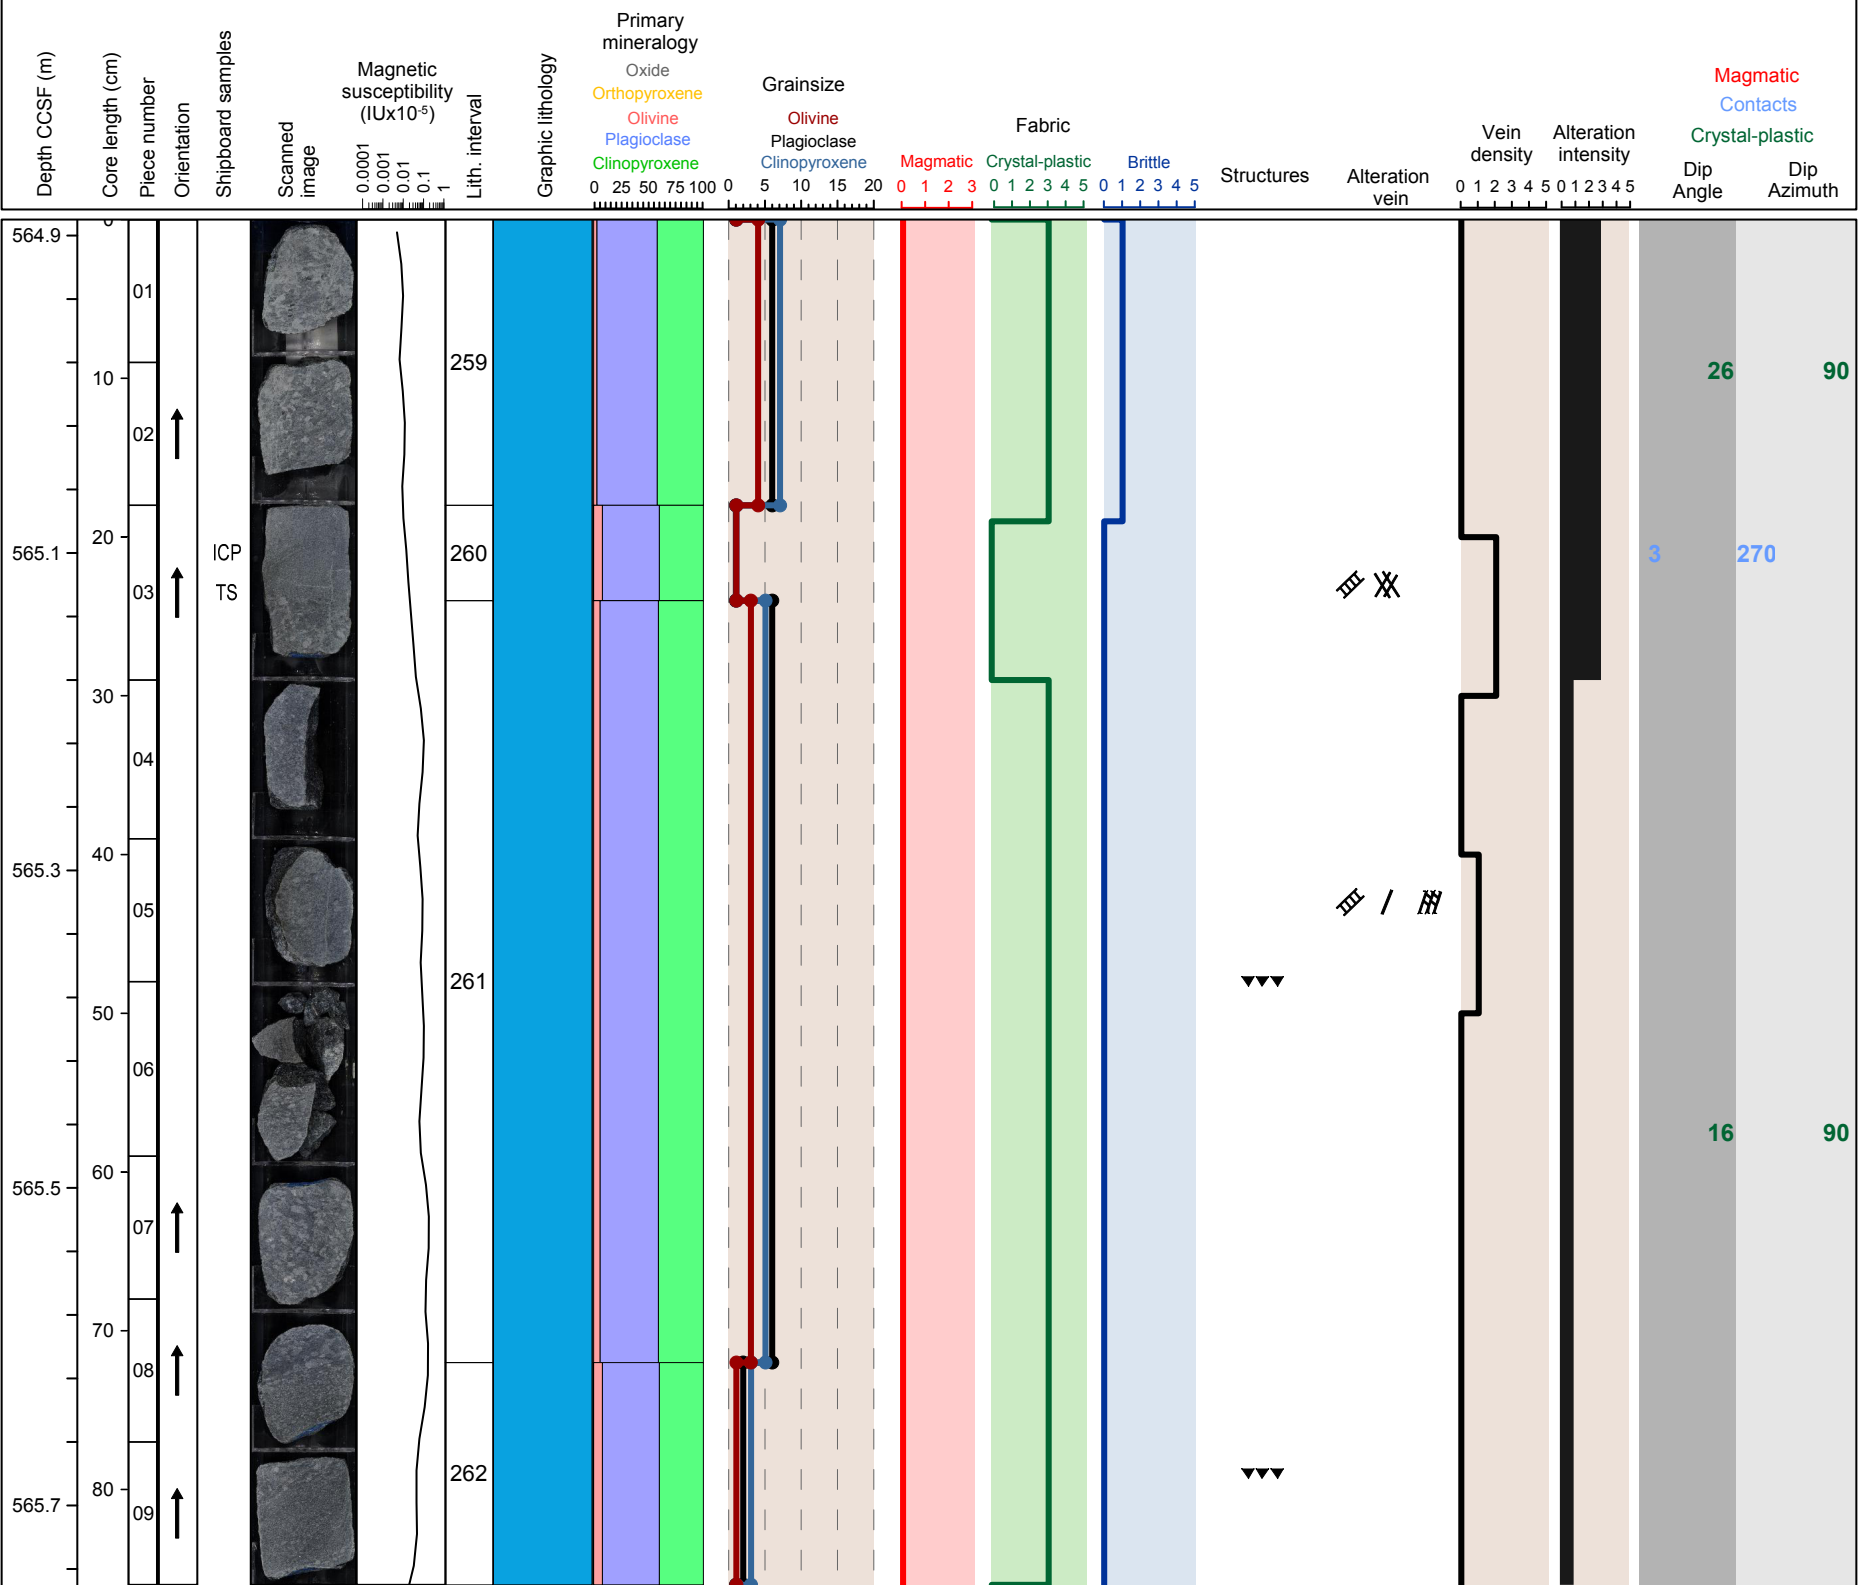 Depth CCSF (m)
Core length (cm)
Piece number
Orientation
Shipboard samples
Scanned image
Magnetic susceptibility (IUx10-5)
0.0001 0.001 0.01 0.1 1
Lith. interval
Graphic lithology
Primary mineralogy
Oxide
Orthopyroxene
Olivine
Plagioclase
Clinopyroxene
0 25 50 75 100
Grainsize
Olivine
Plagioclase
Clinopyroxene
0 5 10 15 20
Fabric
Magmatic
0 1 2 3
Crystal-plastic
0 1 2 3 4 5
Brittle
0 1 2 3 4 5
Structures
Alteration vein
Vein density
0 1 2 3 4 5
Alteration intensity
0 1 2 3 4 5
Magmatic
Contacts
Crystal-plastic
Dip Angle
Dip Azimuth
0
564.9
01
259
26 90
10
02
20
ICP
565.1
260
3 270
03
TS
30
04
40
565.3
05
261
50
06
16 90
60
565.5
07
70
08
262
80
565.7
09